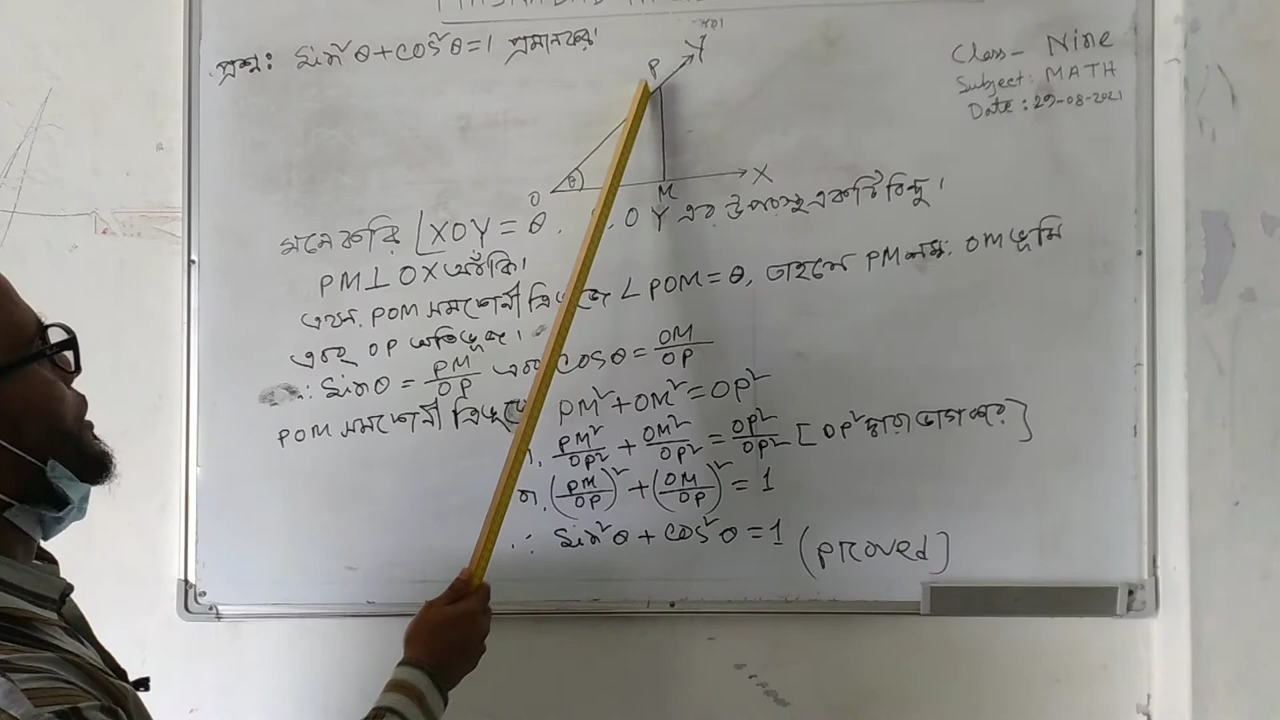 প্রশ্ন: Sin²θ+cos²θ=1 প্রমানকর।
Class- Nine
Subject: MATH
Date: 29-08-2021
Y
P
θ
O
M
X
মনেকরি ∠XOY = θ. OY এর উপরস্থ একটি বিন্দু।
PM⊥OX আঁকি।
এখন, POM সমকোনী ∠POM = θ, তাহলে PM লম্ব, OM ভূমি
এবং OP অতিভুজ।
∴ Sinθ = PM/OP এবং cosθ = OM/OP
POM সমকোনী ত্রিভুজে PM²+OM²=OP²
PM²/OP² + OM²/OP² = OP²/OP² [OP² দ্বারা ভাগ করে]
বা, (PM/OP)² + (OM/OP)² = 1
∴ Sin²θ + cos²θ = 1 (proved)